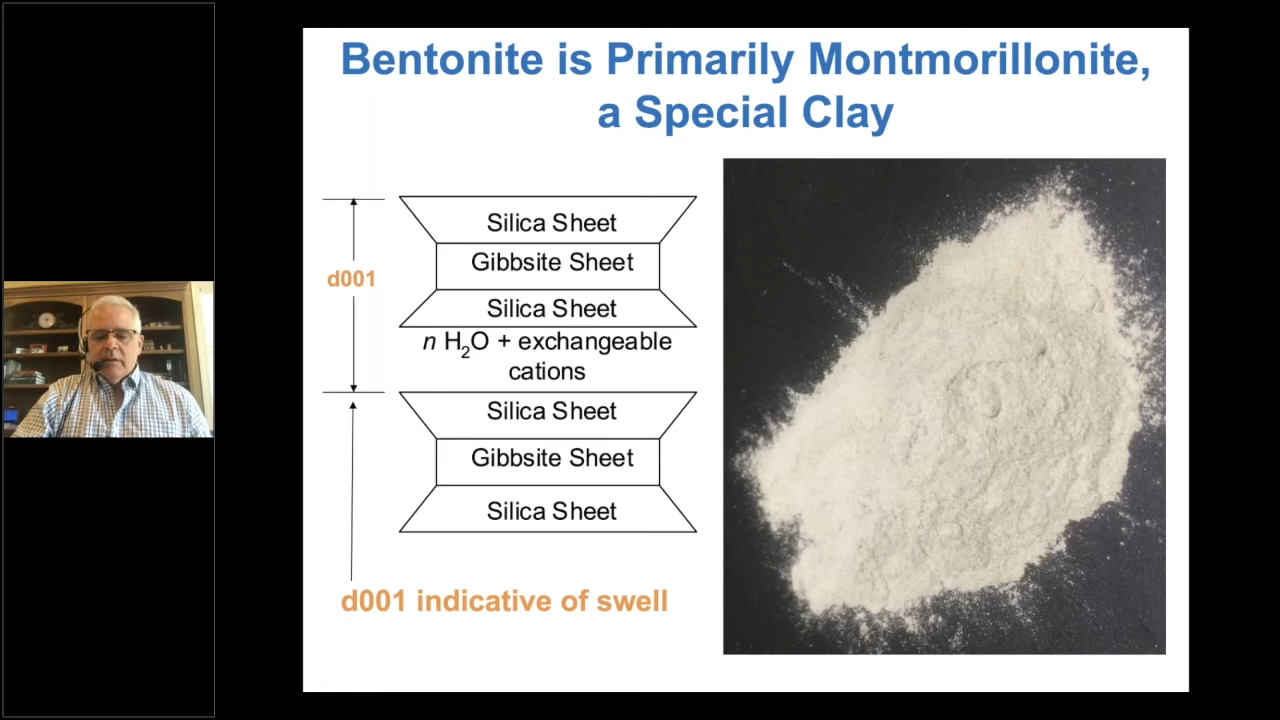 Bentonite is Primarily Montmorillonite,
a Special Clay
Silica Sheet
Gibbsite Sheet
d001
Silica Sheet
n H₂O + exchangeable
cations
Silica Sheet
Gibbsite Sheet
Silica Sheet
d001 indicative of swell